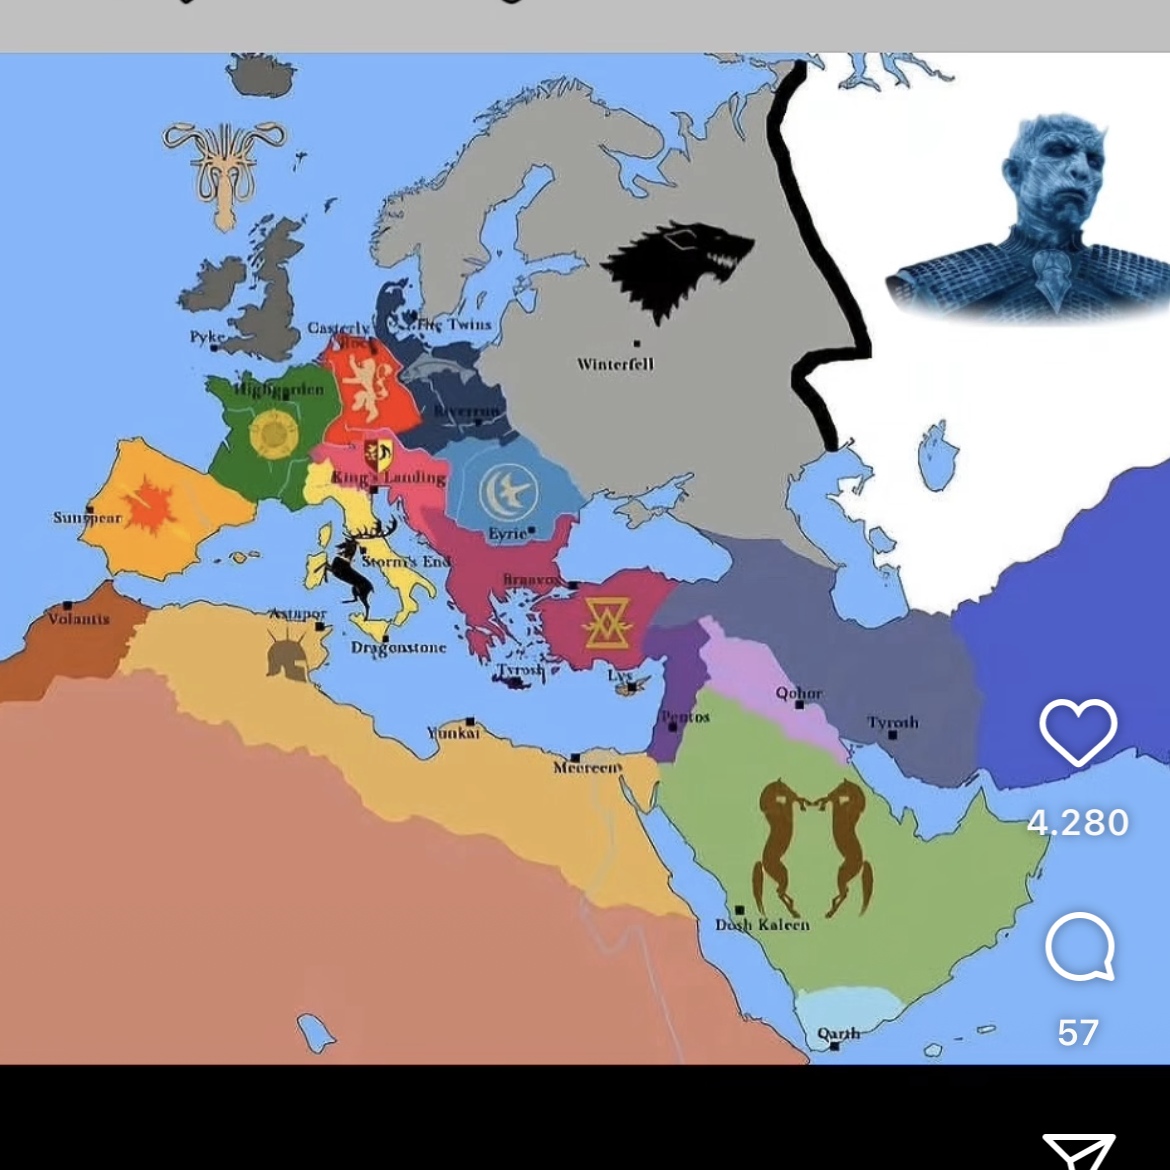 Pyke
Casterly
Rock
The Twins
Winterfell
Highgarden
Riverrun
King's Landing
Sunspear
Eyrie
Storm's End
Braavos
Volantis
Astapor
Dragonstone
Tyrosh
Lys
Qohor
Pentos
Tyrosh
Yunkai
Meereen
4.280
Dosh Kaleen
57
Qarth